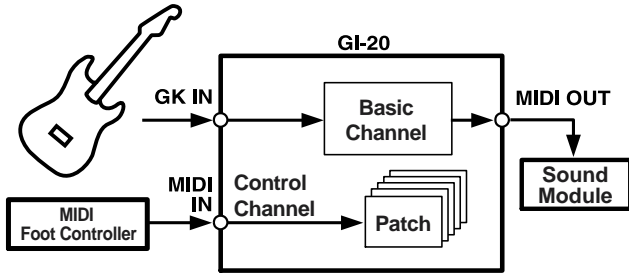 GI-20
GK IN
Basic
Channel
MIDI OUT
Sound
Module
MIDI
IN
Control
Channel
Patch
MIDI
Foot Controller